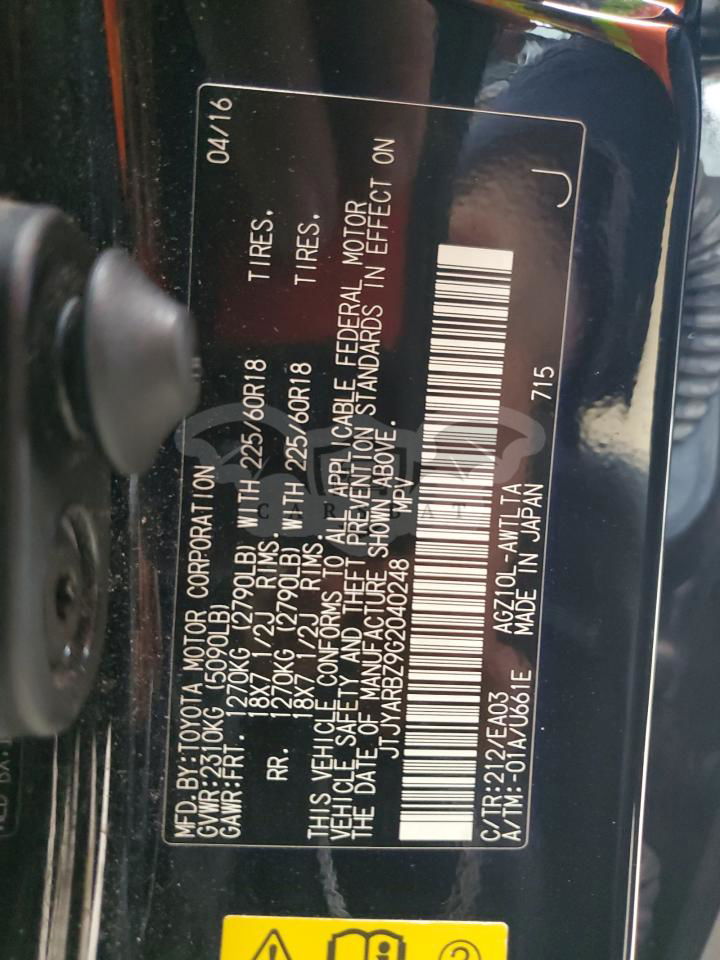 MFD.BY:TOYOTA MOTOR CORPORATION 04/16
GVWR:2310KG (5090LB)
GAWR:FRT. 1270KG (2790LB) WITH 225/60R18 TIRES.
18X7 1/2J RIMS.
RR. 1270KG (2790LB) WITH 225/60R18 TIRES.
18X7 1/2J RIMS.
THIS VEHICLE CONFORMS TO ALL APPLICABLE FEDERAL MOTOR
VEHICLE SAFETY AND THEFT PREVENTION STANDARDS IN EFFECT ON
THE DATE OF MANUFACTURE SHOWN ABOVE.
JTJYARBZ9G2040248 MPV
C/TR:212/EA03 AGZ10L-AWTLTA 715
A/TM:-01A/U661E MADE IN JAPAN J